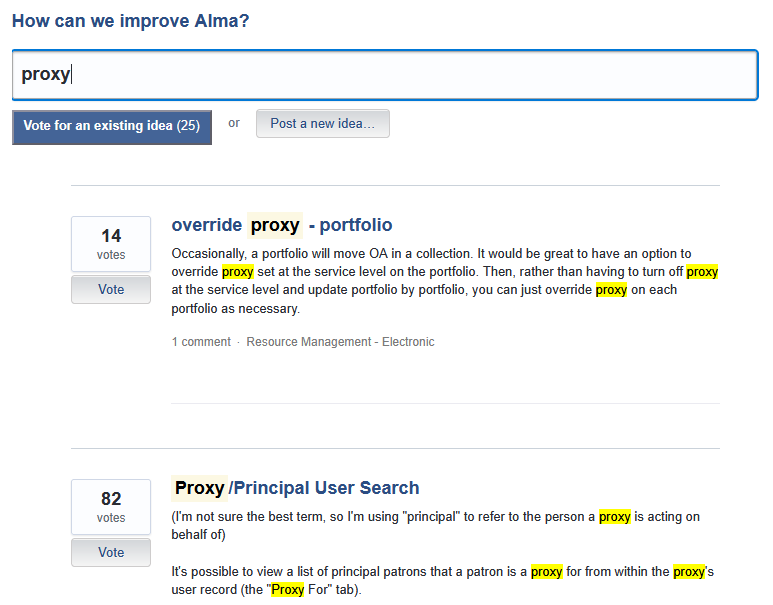 How can we improve Alma?
proxy
Vote for an existing idea (25) or Post a new idea…
override proxy - portfolio
14
votes
Vote
Occasionally, a portfolio will move OA in a collection. It would be great to have an option to
override proxy set at the service level on the portfolio. Then, rather than having to turn off proxy
at the service level and update portfolio by portfolio, you can just override proxy on each
portfolio as necessary.
1 comment · Resource Management - Electronic
Proxy/Principal User Search
82
votes
Vote
(I'm not sure the best term, so I'm using "principal" to refer to the person a proxy is acting on
behalf of)
It's possible to view a list of principal patrons that a patron is a proxy for from within the proxy's
user record (the "Proxy For" tab).